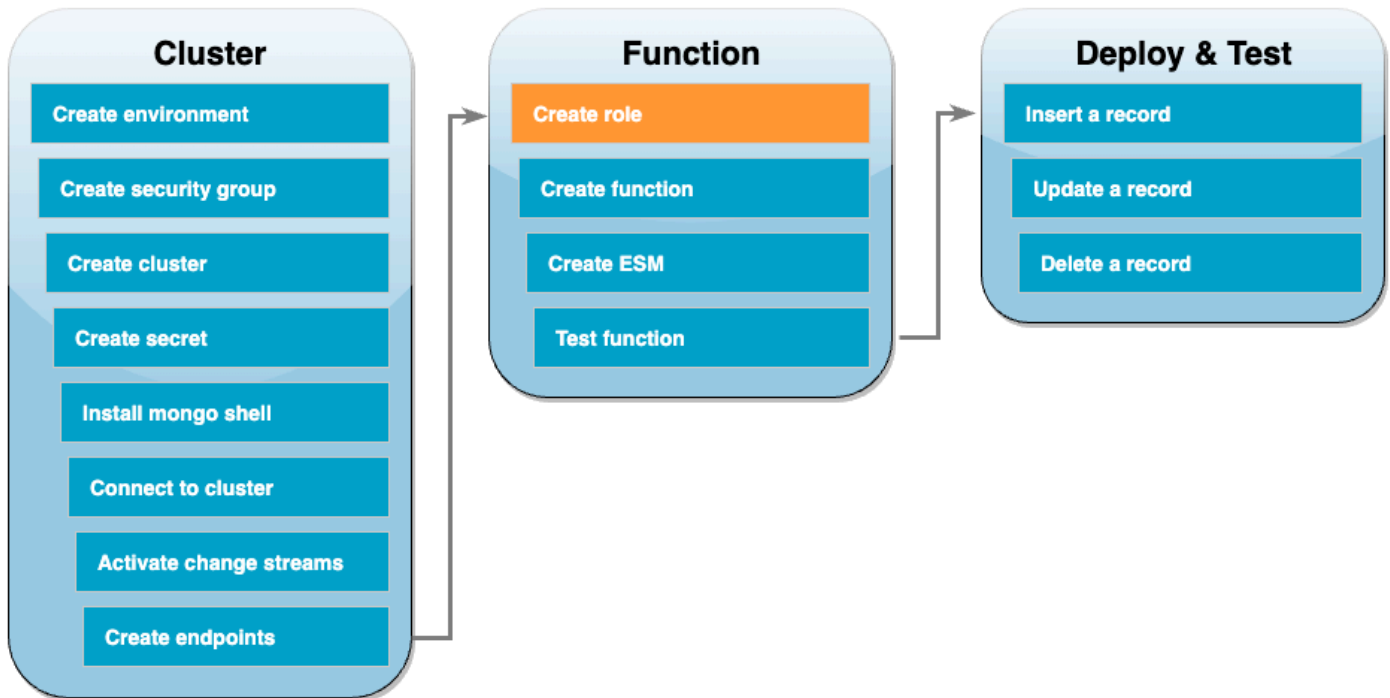 Cluster
Create environment
Create security group
Create cluster
Create secret
Install mongo shell
Connect to cluster
Activate change streams
Create endpoints
Function
Create role
Create function
Create ESM
Test function
Deploy & Test
Insert a record
Update a record
Delete a record